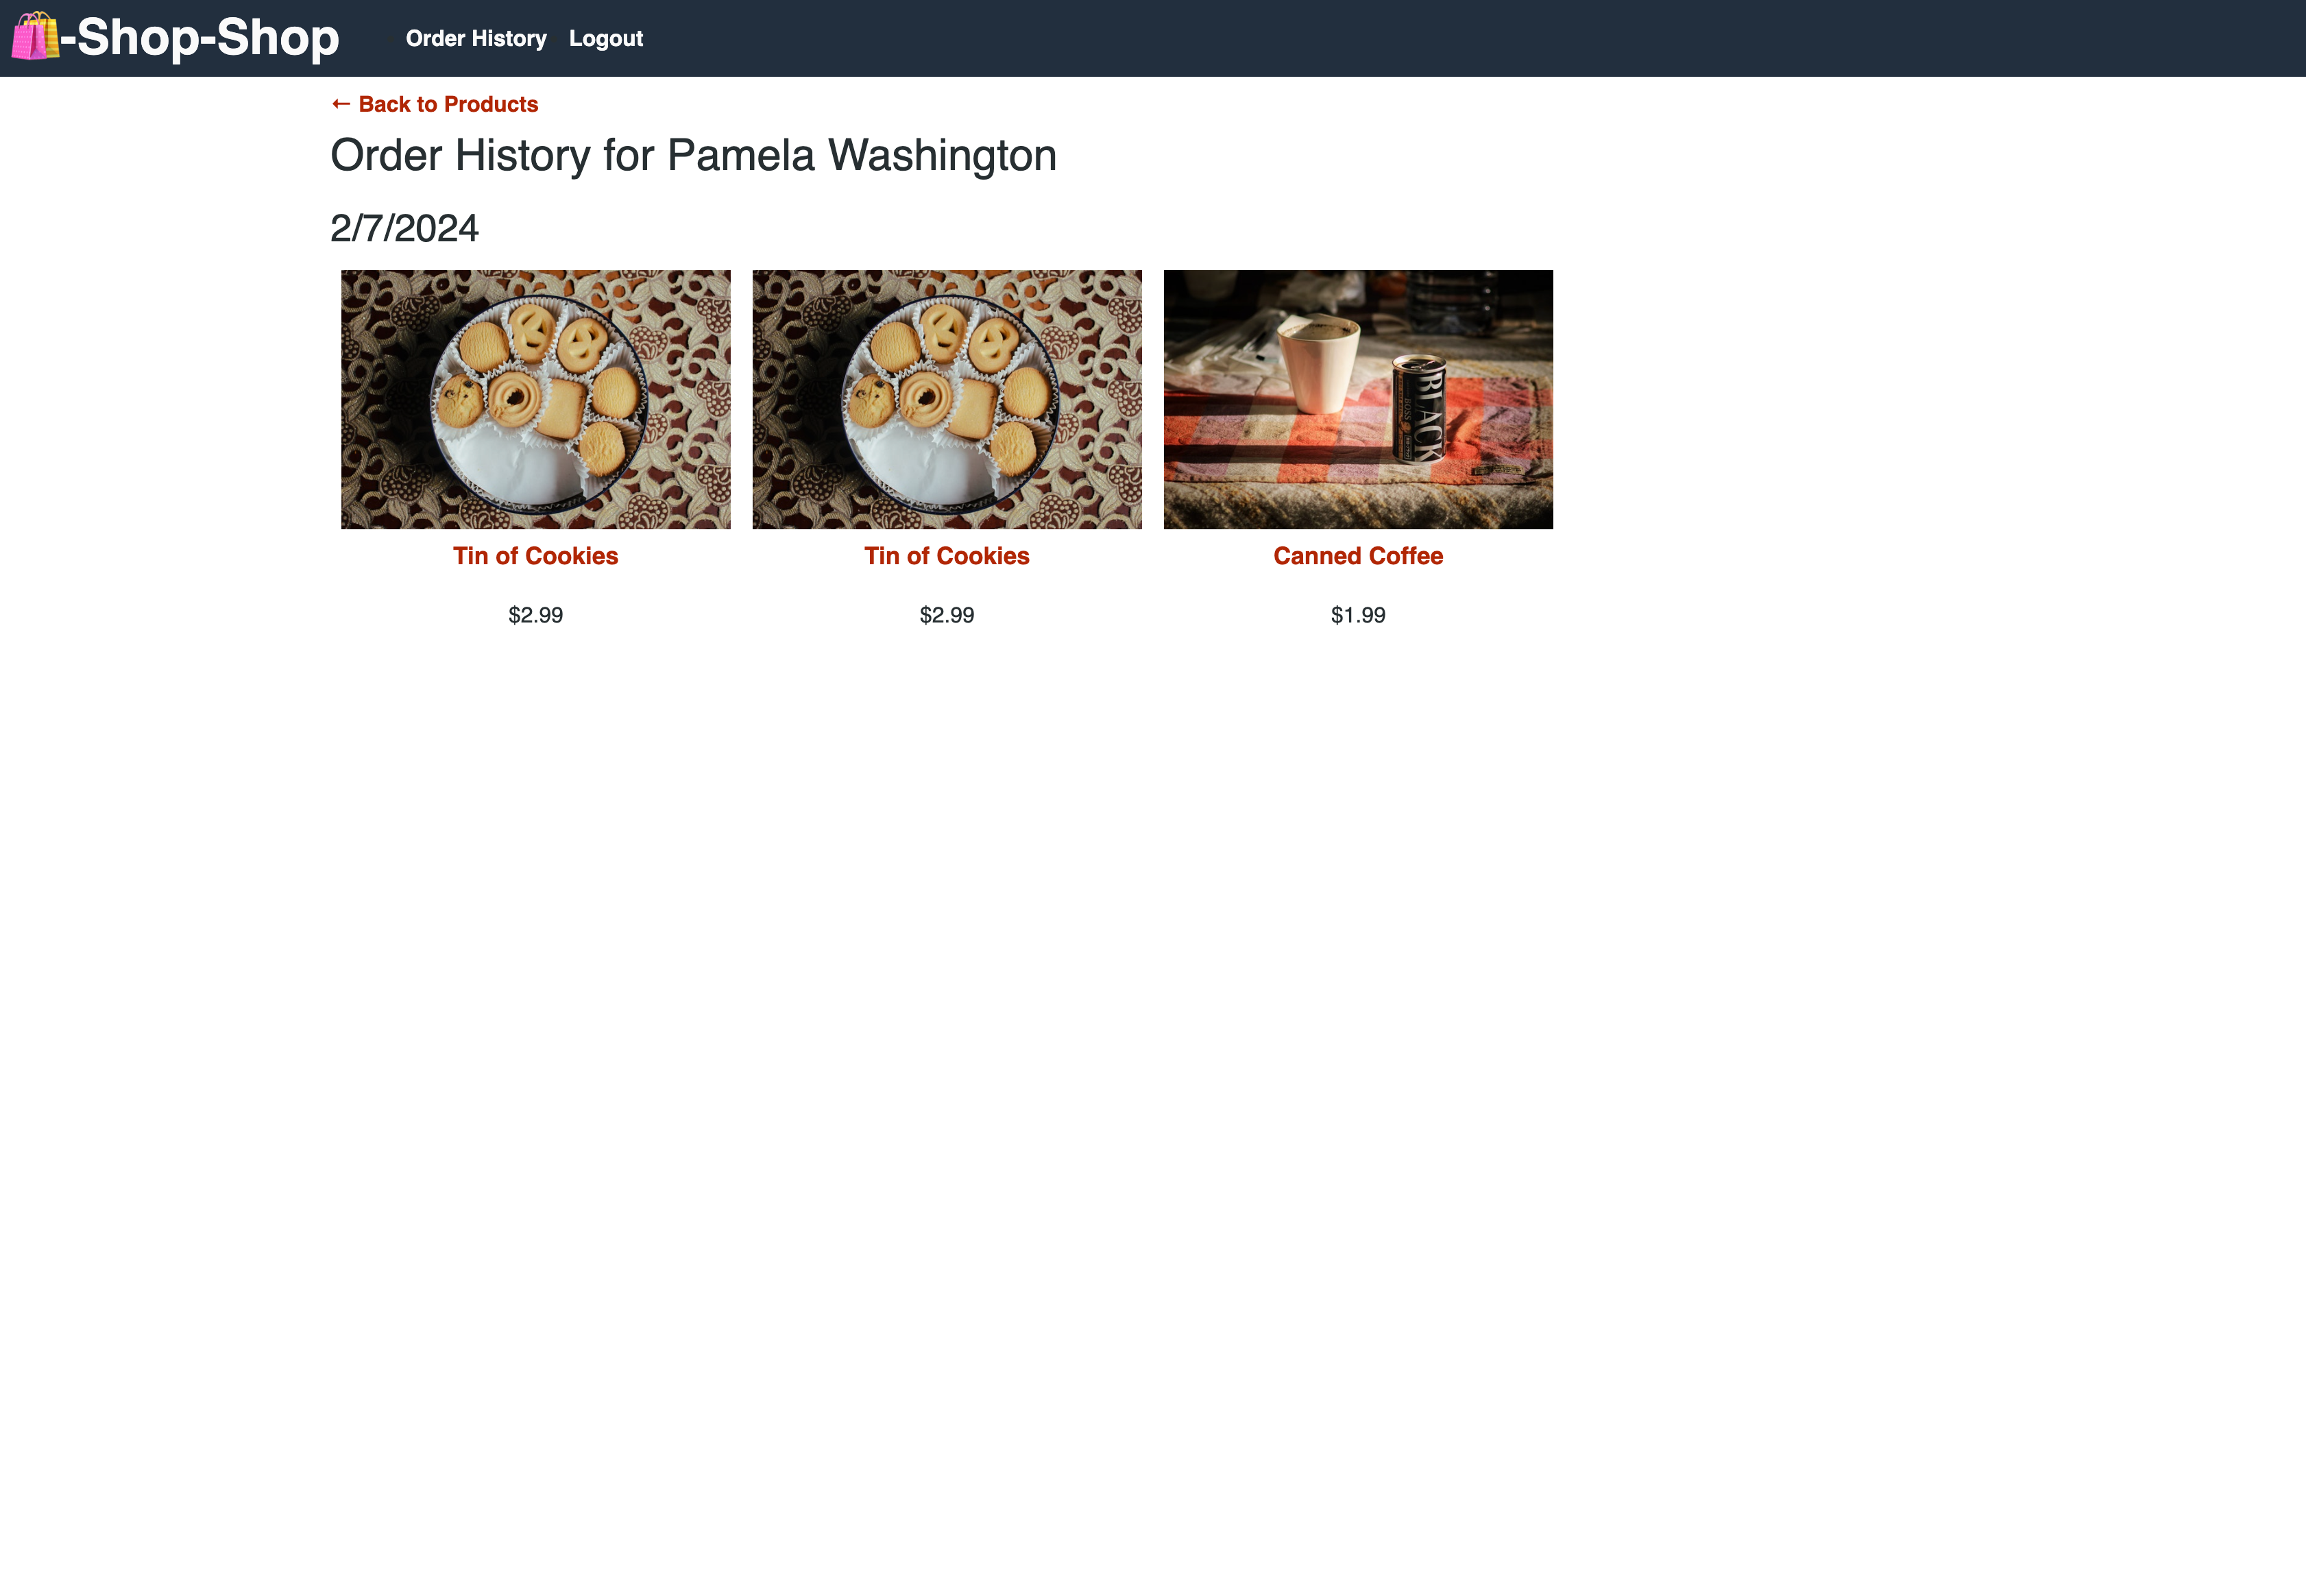 -Shop-Shop
Order History Logout
← Back to Products
Order History for Pamela Washington
2/7/2024
BLACK
BOSS
Tin of Cookies
Tin of Cookies
Canned Coffee
$2.99
$2.99
$1.99